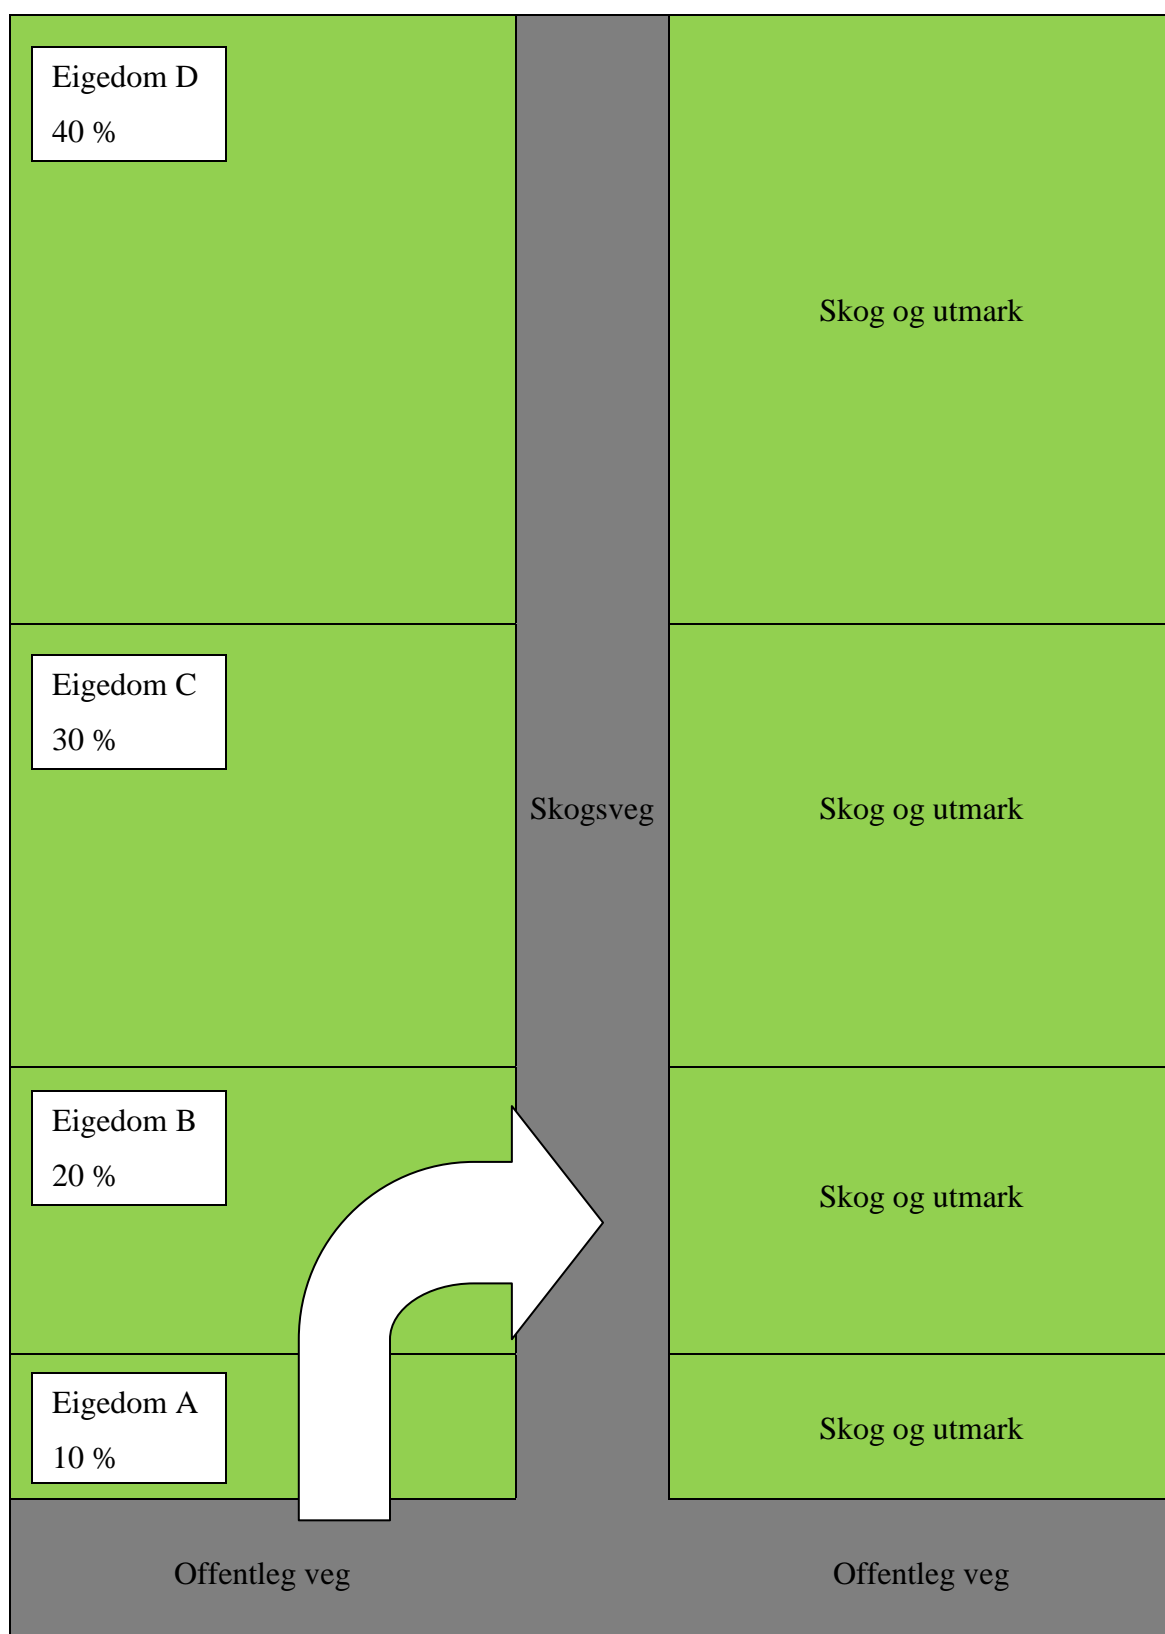 Eigedom D
40 %
Skog og utmark
Eigedom C
30 %
Skogsveg
Skog og utmark
Eigedom B
20 %
Skog og utmark
Eigedom A
10 %
Skog og utmark
Offentleg veg
Offentleg veg